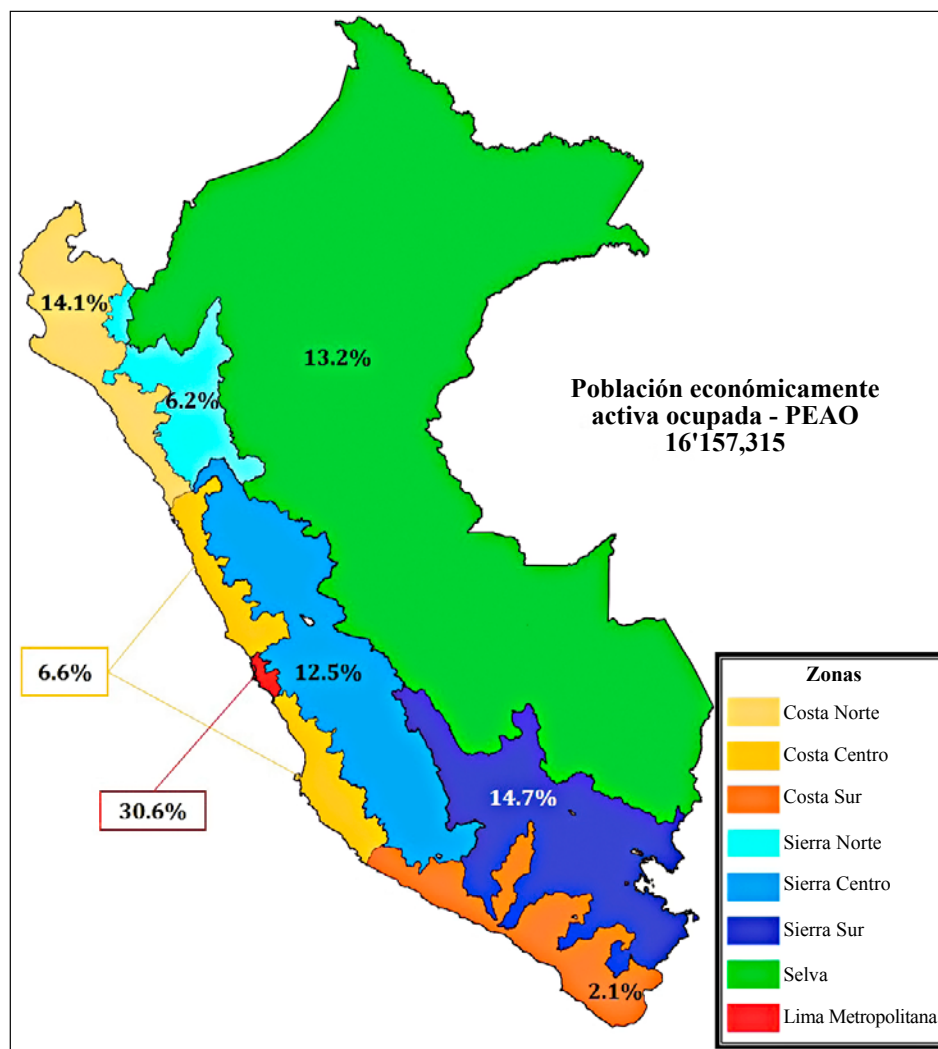 14.1%
13.2%
6.2%
Población económicamente
activa ocupada - PEAO
16'157,315
6.6%
12.5%
30.6%
14.7%
2.1%
Zonas
Costa Norte
Costa Centro
Costa Sur
Sierra Norte
Sierra Centro
Sierra Sur
Selva
Lima Metropolitana